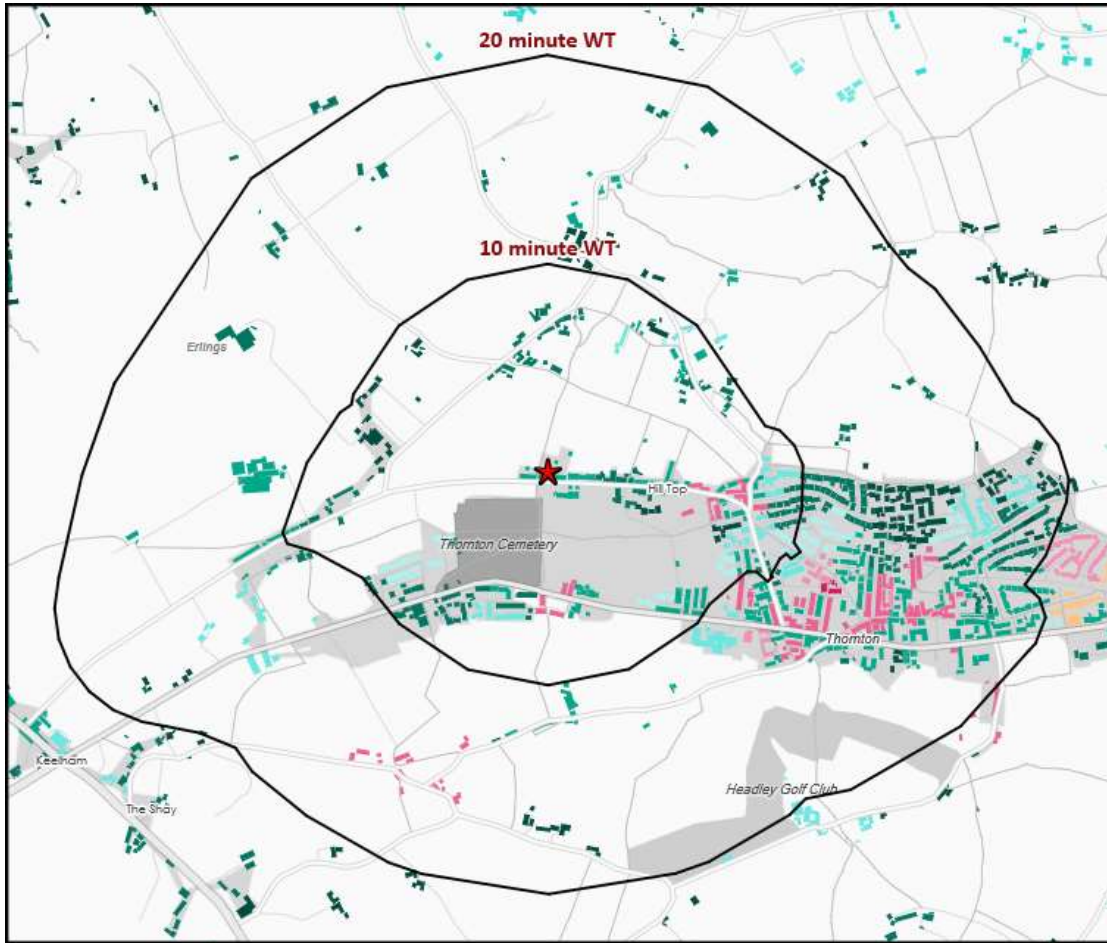 20 minute WT
10 minute WT
Erlings
Hill Top
Thornton Cemetery
Thornton
Keelham
Headley Golf Club
The Shay